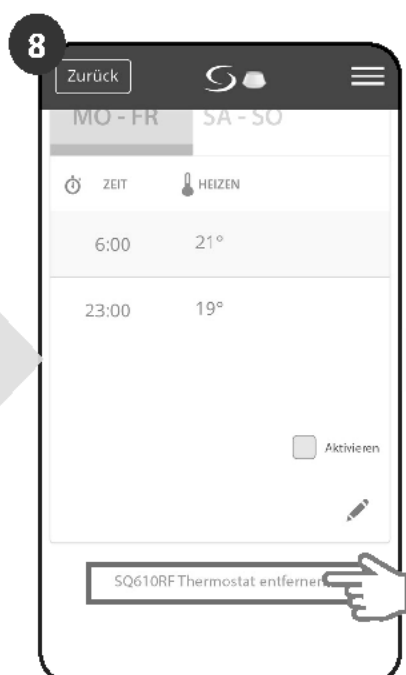 8
Zurück
MO - FR SA - SO
ZEIT HEIZEN
6:00 21°
23:00 19°
Aktivieren
SQ610RF Thermostat entfernen